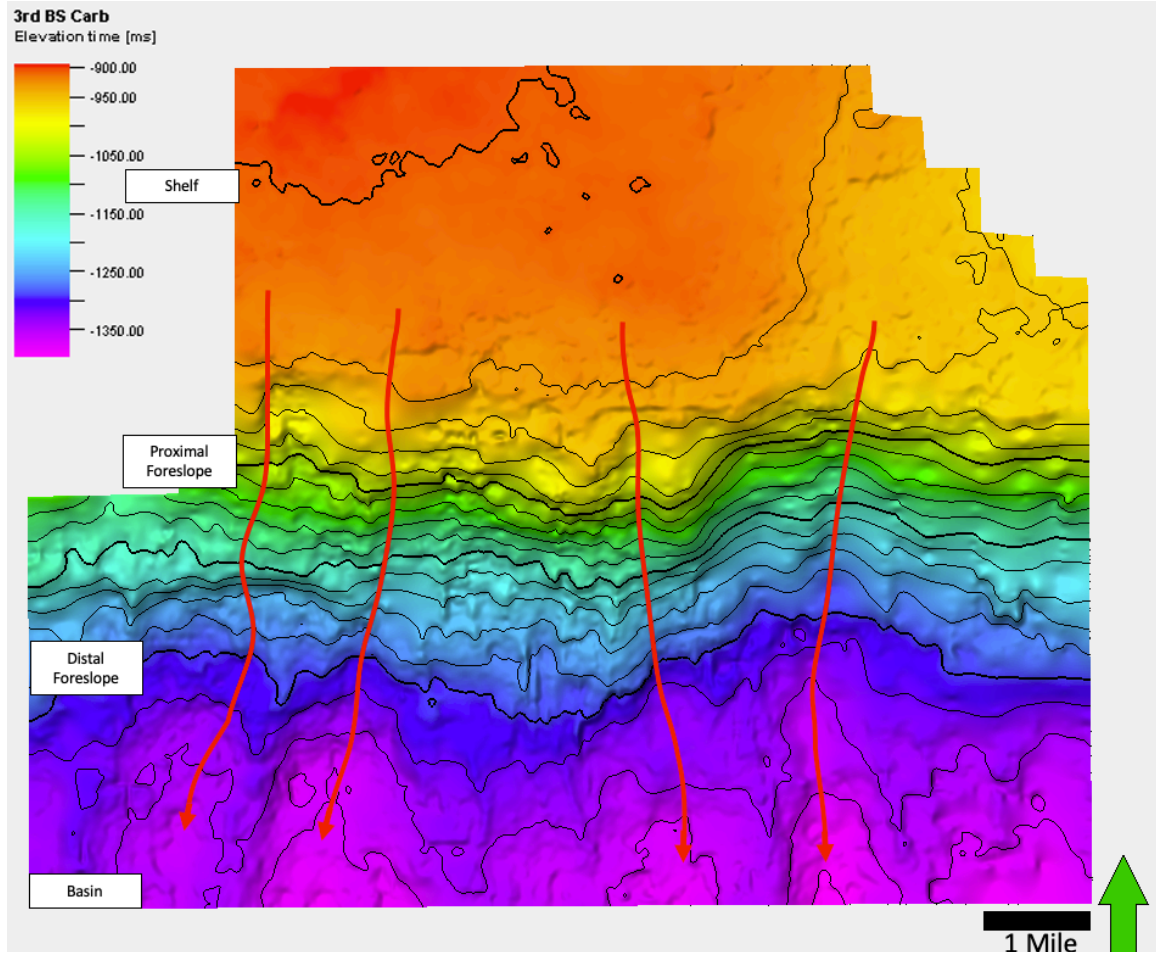 3rd BS Carb
Elevation time [ms]
-900.00
-950.00
-1050.00
-1150.00
-1250.00
-1350.00
Shelf
Proximal
Foreslope
Distal
Foreslope
Basin
1 Mile